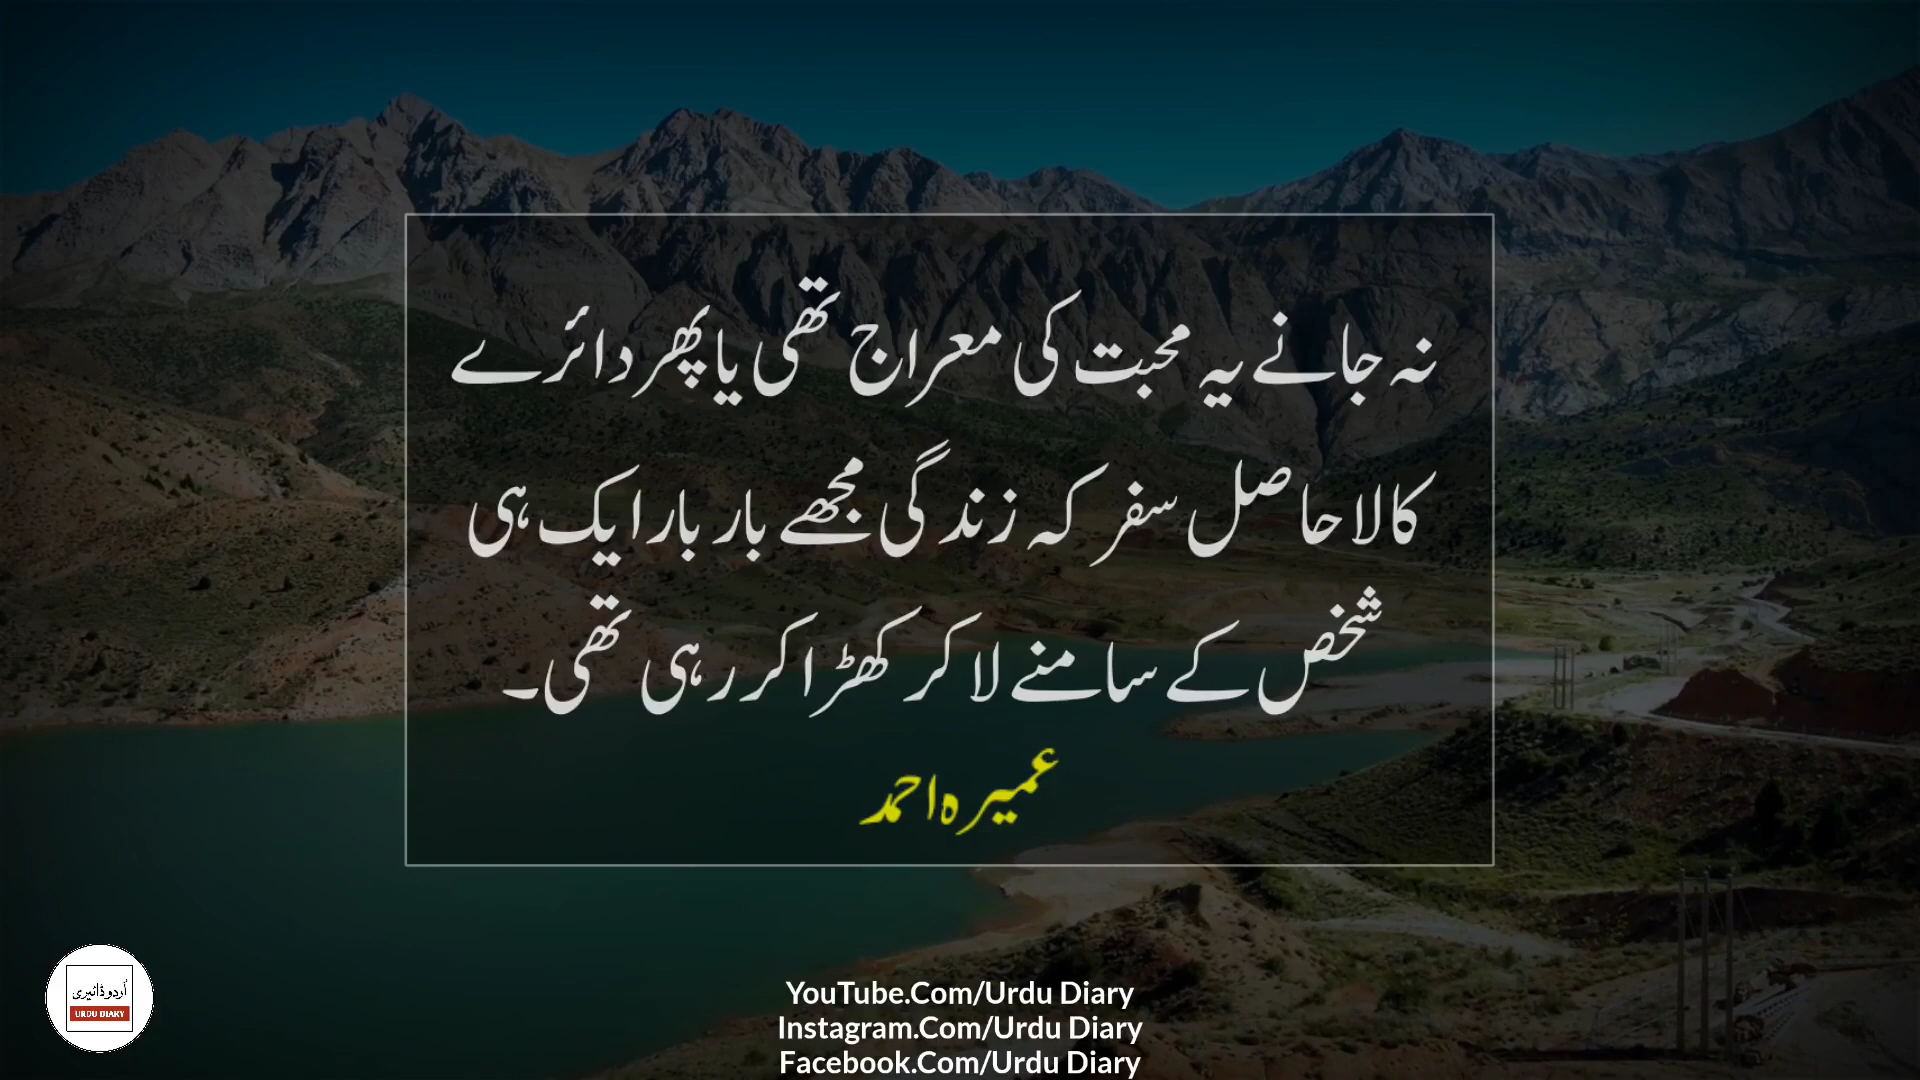 نہ جانے یہ محبت کی معراج تھی یا پھر دائرے
کا لا حاصل سفر کہ زندگی مجھے بار بار ایک ہی
شخص کے سامنے لا کر کھڑا کر رہی تھی۔
عمیرہ احمد
اُردو ڈائیری
URDU DIARY
YouTube.Com/Urdu Diary
Instagram.Com/Urdu Diary
Facebook.Com/Urdu Diary